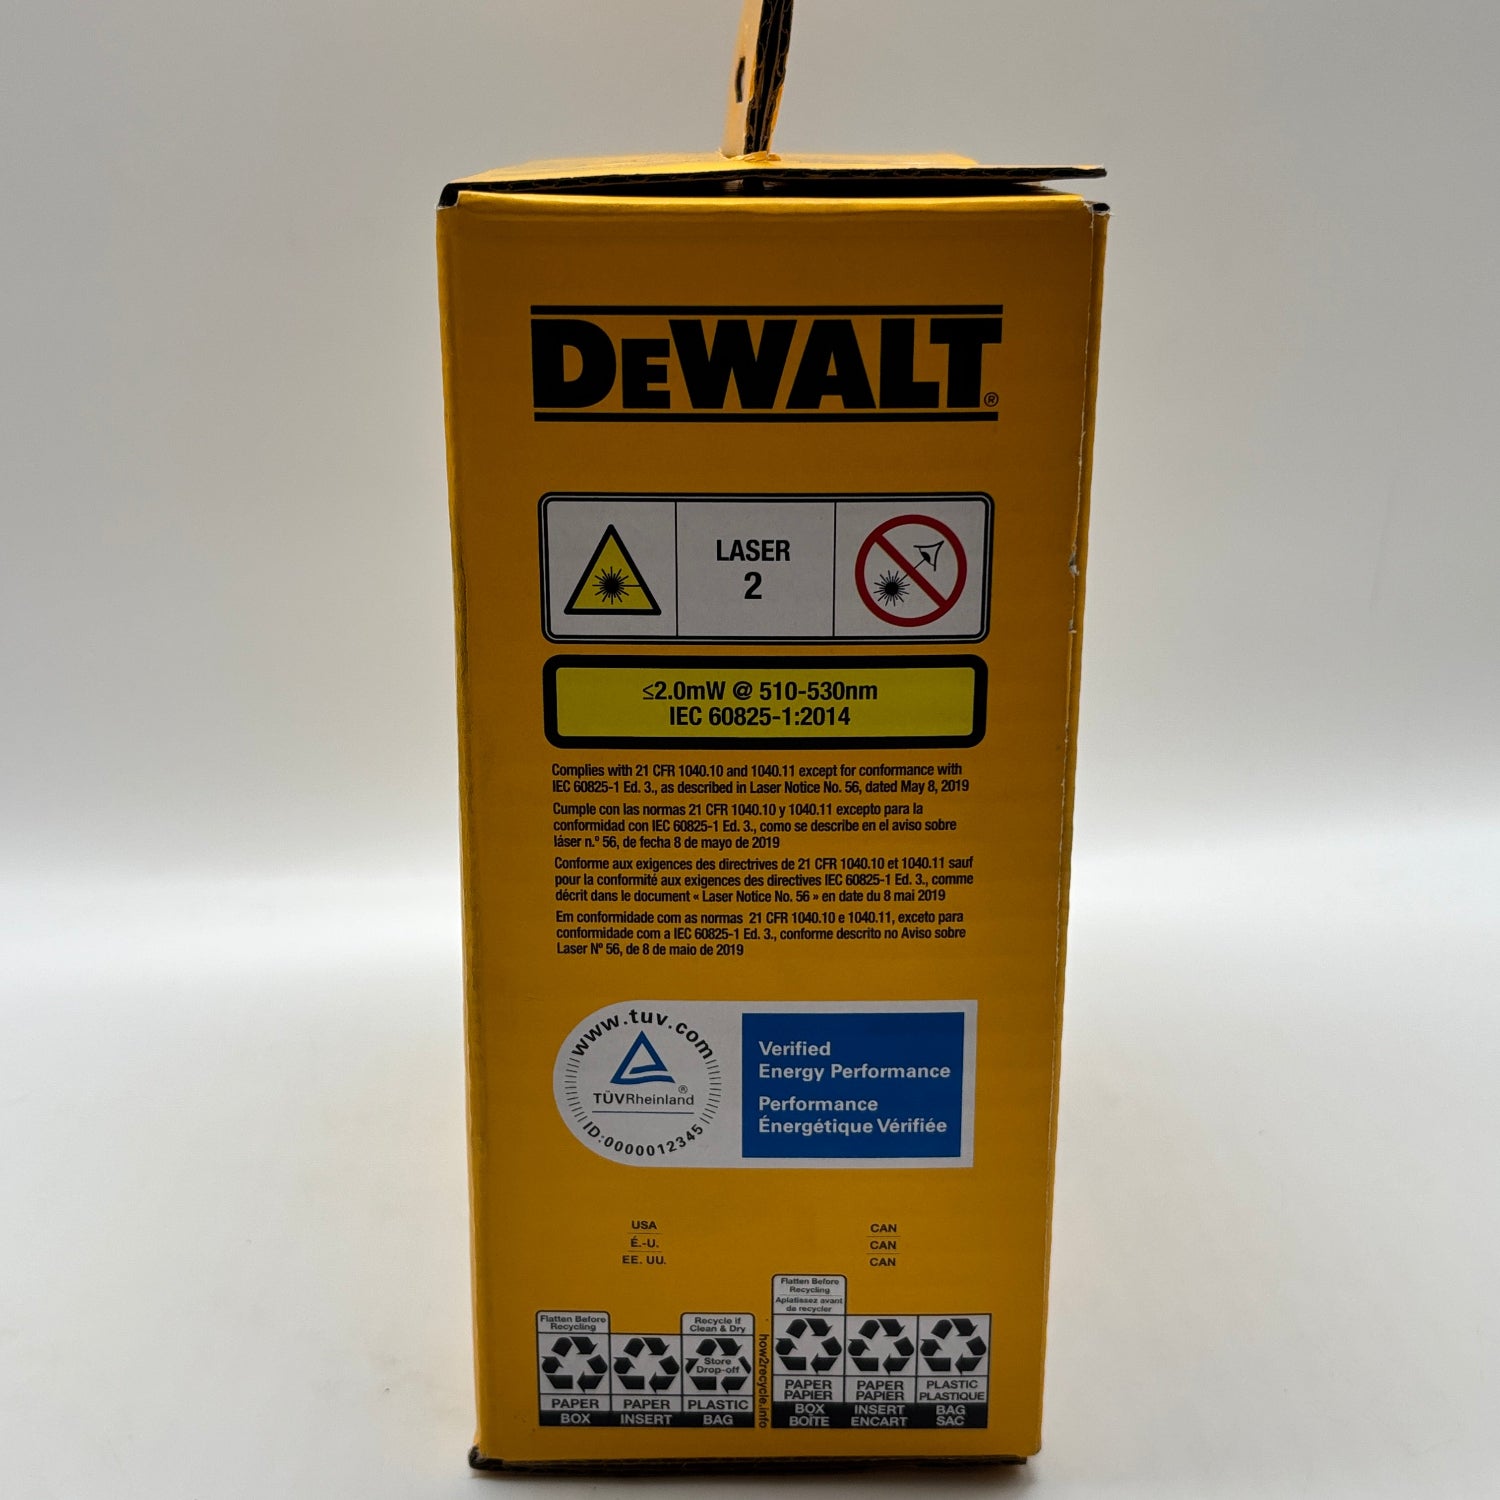 DEWALT®
LASER
2
≤2.0mW @ 510-530nm
IEC 60825-1:2014
Complies with 21 CFR 1040.10 and 1040.11 except for conformance with
IEC 60825-1 Ed. 3., as described in Laser Notice No. 56, dated May 8, 2019
Cumple con las normas 21 CFR 1040.10 y 1040.11 excepto para la
conformidad con IEC 60825-1 Ed. 3., como se describe en el aviso sobre
láser n.º 56, de fecha 8 de mayo de 2019
Conforme aux exigences des directrives de 21 CFR 1040.10 et 1040.11 sauf
pour la conformité aux exigences des directives IEC 60825-1 Ed. 3., comme
décrit dans le document « Laser Notice No. 56 » en date du 8 mai 2019
Em conformidade com as normas 21 CFR 1040.10 e 1040.11, exceto para
conformidade com a IEC 60825-1 Ed. 3., conforme descrito no Aviso sobre
Laser Nº 56, de 8 de maio de 2019
www.tuv.com
TÜVRheinland®
ID:0000012345
Verified
Energy Performance
Performance
Énergétique Vérifiée
USA
É.-U.
EE. UU.
CAN
CAN
CAN
Flatten Before
Recycling
PAPER
BOX
PAPER
INSERT
Recycle if
Clean & Dry
Store
Drop-off
PLASTIC
BAG
how2recycle.info
Flatten Before
Recycling
Aplatissez avant
de recycler
PAPER
PAPIER
BOX
BOÎTE
PAPER
PAPIER
INSERT
ENCART
PLASTIC
PLASTIQUE
BAG
SAC